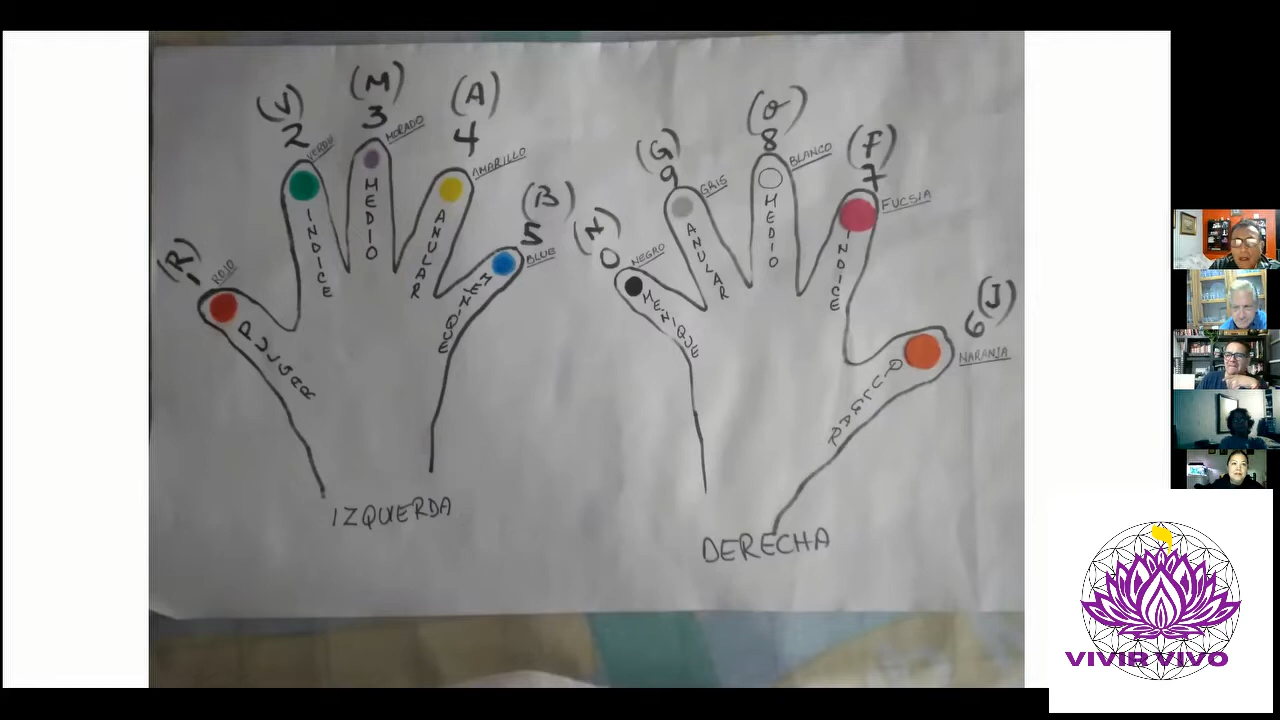 (R)
1
ROJO
PULGAR
(V)
2
VERDE
INDICE
(M)
3
MORADO
MEDIO
(A)
4
AMARILLO
ANULAR
(B)
5
BLUE
MEÑIQUE
IZQUIERDA
(N)
0
NEGRO
MEÑIQUE
(G)
9
GRIS
ANULAR
(O)
8
BLANCO
MEDIO
(F)
7
FUCSIA
INDICE
(J)
6
NARANJA
PULGAR
DERECHA
VIVIR VIVO